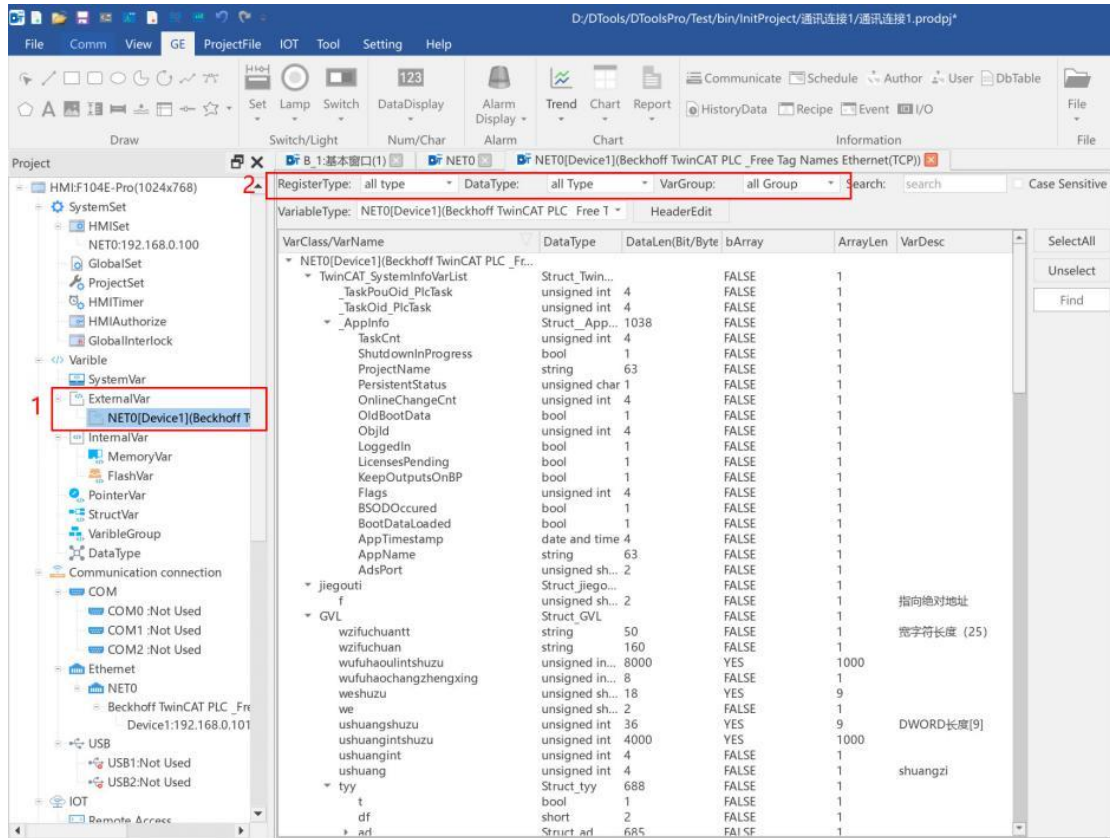 D:/DTools/DToolsPro/Test/bin/InitProject/通讯连接1/通讯连接1.prodpj*
File Comm View GE ProjectFile IOT Tool Setting Help
Set Lamp Switch DataDisplay Alarm Display Trend Chart Report Communicate Schedule Author User DbTable File
HistoryData Recipe Event I/O
Draw Switch/Light Num/Char Alarm Chart Information File
Project
B_1:基本窗口(1) NET0 NET0[Device1](Beckhoff TwinCAT PLC _Free Tag Names Ethernet(TCP))
2
RegisterType: all type DataType: all Type VarGroup: all Group Search: search Case Sensitive
VariableType: NET0[Device1](Beckhoff TwinCAT PLC Free T HeaderEdit
HMI:F104E-Pro(1024x768)
SystemSet
HMISet
NET0:192.168.0.100
GlobalSet
ProjectSet
HMITimer
HMIAuthorize
GlobalInterlock
Varible
SystemVar
1
ExternalVar
NET0[Device1](Beckhoff T
InternalVar
MemoryVar
FlashVar
PointerVar
StructVar
VaribleGroup
DataType
Communication connection
COM
COM0 :Not Used
COM1 :Not Used
COM2 :Not Used
Ethernet
NET0
Beckhoff TwinCAT PLC _Fre
Device1:192.168.0.101
USB
USB1:Not Used
USB2:Not Used
IOT
Remote Access
VarClass/VarName DataType DataLen(Bit/Byte bArray ArrayLen VarDesc
NET0[Device1](Beckhoff TwinCAT PLC _Fr...
TwinCAT_SystemInfoVarList Struct_Twin... FALSE 1
_TaskPouOid_PlcTask unsigned int 4 FALSE 1
_TaskOid_PlcTask unsigned int 4 FALSE 1
_AppInfo Struct__App... 1038 FALSE 1
TaskCnt unsigned int 4 FALSE 1
ShutdownInProgress bool 1 FALSE 1
ProjectName string 63 FALSE 1
PersistentStatus unsigned char 1 FALSE 1
OnlineChangeCnt unsigned int 4 FALSE 1
OldBootData bool 1 FALSE 1
ObjId unsigned int 4 FALSE 1
LoggedIn bool 1 FALSE 1
LicensesPending bool 1 FALSE 1
KeepOutputsOnBP bool 1 FALSE 1
Flags unsigned int 4 FALSE 1
BSODOccured bool 1 FALSE 1
BootDataLoaded bool 1 FALSE 1
AppTimestamp date and time 4 FALSE 1
AppName string 63 FALSE 1
AdsPort unsigned sh... 2 FALSE 1
jiegouti Struct_jiego... FALSE 1
f unsigned sh... 2 FALSE 1 指向绝对地址
GVL Struct_GVL FALSE 1
wzifuchuantt string 50 FALSE 1 宽字符长度 (25)
wzifuchuan string 160 FALSE 1
wufuhaoulintshuzu unsigned in... 8000 YES 1000
wufuhaochangzhengxing unsigned in... 8 FALSE 1
weshuzu unsigned sh... 18 YES 9
we unsigned sh... 2 FALSE 1
ushuangshuzu unsigned int 36 YES 9 DWORD长度[9]
ushuangintshuzu unsigned int 4000 YES 1000
ushuangint unsigned int 4 FALSE 1
ushuang unsigned int 4 FALSE 1 shuangzi
tyy Struct_tyy 688 FALSE 1
t bool 1 FALSE 1
df short 2 FALSE 1
ad Struct_ad 685 FALSE 1
SelectAll
Unselect
Find